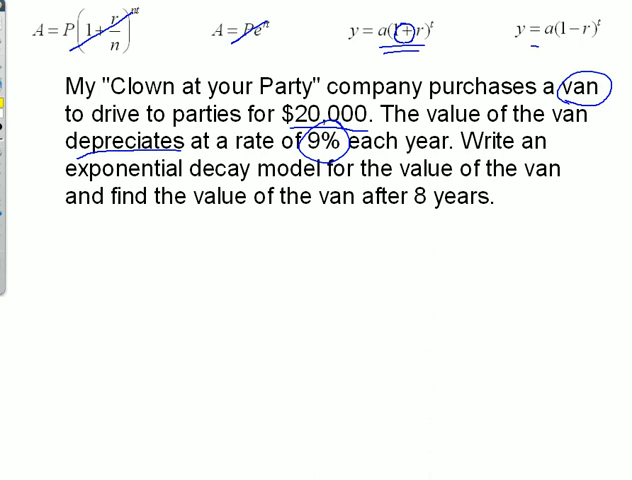 A = P(1 + r/n)^nt   A = Pe^rt   y = a(1 + r)^t   y = a(1 − r)^t
My "Clown at your Party" company purchases a van
to drive to parties for $20,000. The value of the van
depreciates at a rate of 9% each year. Write an
exponential decay model for the value of the van
and find the value of the van after 8 years.